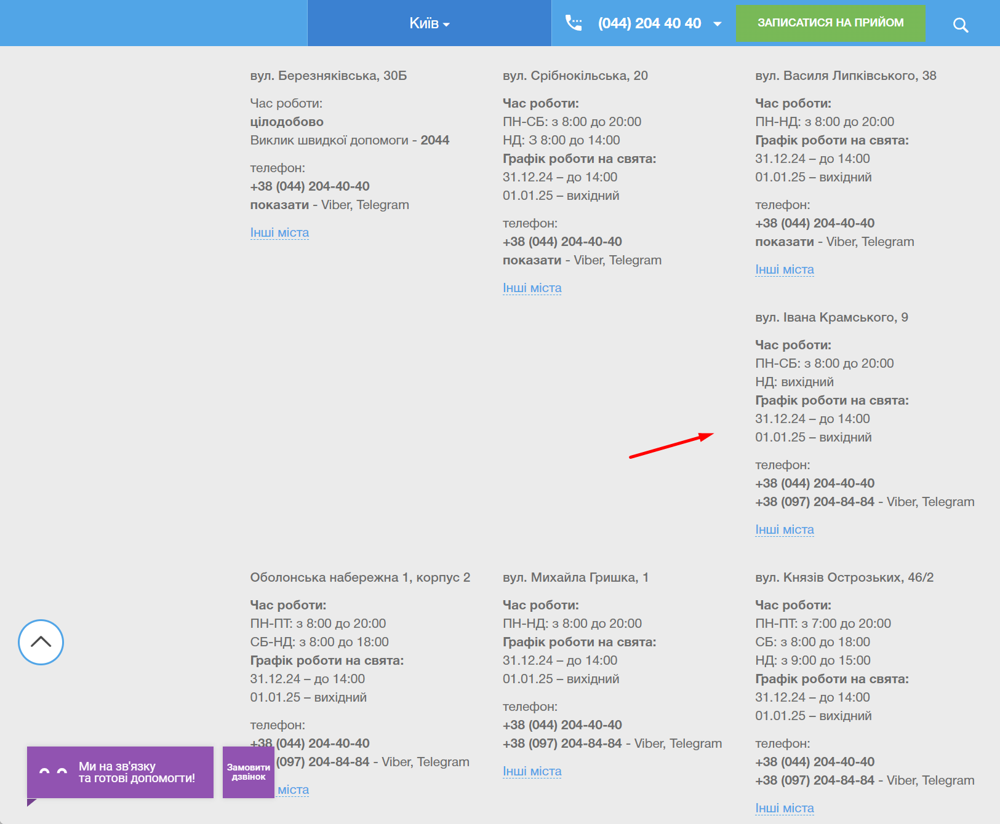 Київ
(044) 204 40 40
ЗАПИСАТИСЯ НА ПРИЙОМ
вул. Березняківська, 30Б
Час роботи:
цілодобово
Виклик швидкої допомоги - 2044
телефон:
+38 (044) 204-40-40
показати - Viber, Telegram
Інші міста
вул. Срібнокільська, 20
Час роботи:
ПН-СБ: з 8:00 до 20:00
НД: З 8:00 до 14:00
Графік роботи на свята:
31.12.24 – до 14:00
01.01.25 – вихідний
телефон:
+38 (044) 204-40-40
показати - Viber, Telegram
Інші міста
вул. Василя Липківського, 38
Час роботи:
ПН-НД: з 8:00 до 20:00
Графік роботи на свята:
31.12.24 – до 14:00
01.01.25 – вихідний
телефон:
+38 (044) 204-40-40
показати - Viber, Telegram
Інші міста
вул. Івана Крамського, 9
Час роботи:
ПН-СБ: з 8:00 до 20:00
НД: вихідний
Графік роботи на свята:
31.12.24 – до 14:00
01.01.25 – вихідний
телефон:
+38 (044) 204-40-40
+38 (097) 204-84-84 - Viber, Telegram
Інші міста
Оболонська набережна 1, корпус 2
Час роботи:
ПН-ПТ: з 8:00 до 20:00
СБ-НД: з 8:00 до 18:00
Графік роботи на свята:
31.12.24 – до 14:00
01.01.25 – вихідний
телефон:
+38 (044) 204-40-40
(097) 204-84-84 - Viber, Telegram
міста
вул. Михайла Гришка, 1
Час роботи:
ПН-НД: з 8:00 до 20:00
Графік роботи на свята:
31.12.24 – до 14:00
01.01.25 – вихідний
телефон:
+38 (044) 204-40-40
+38 (097) 204-84-84 - Viber, Telegram
Інші міста
вул. Князів Острозьких, 46/2
Час роботи:
ПН-ПТ: з 7:00 до 20:00
СБ: з 8:00 до 18:00
НД: з 9:00 до 15:00
Графік роботи на свята:
31.12.24 – до 14:00
01.01.25 – вихідний
телефон:
+38 (044) 204-40-40
+38 (097) 204-84-84 - Viber, Telegram
Інші міста
Ми на зв'язку
та готові допомогти!
Замовити
дзвінок